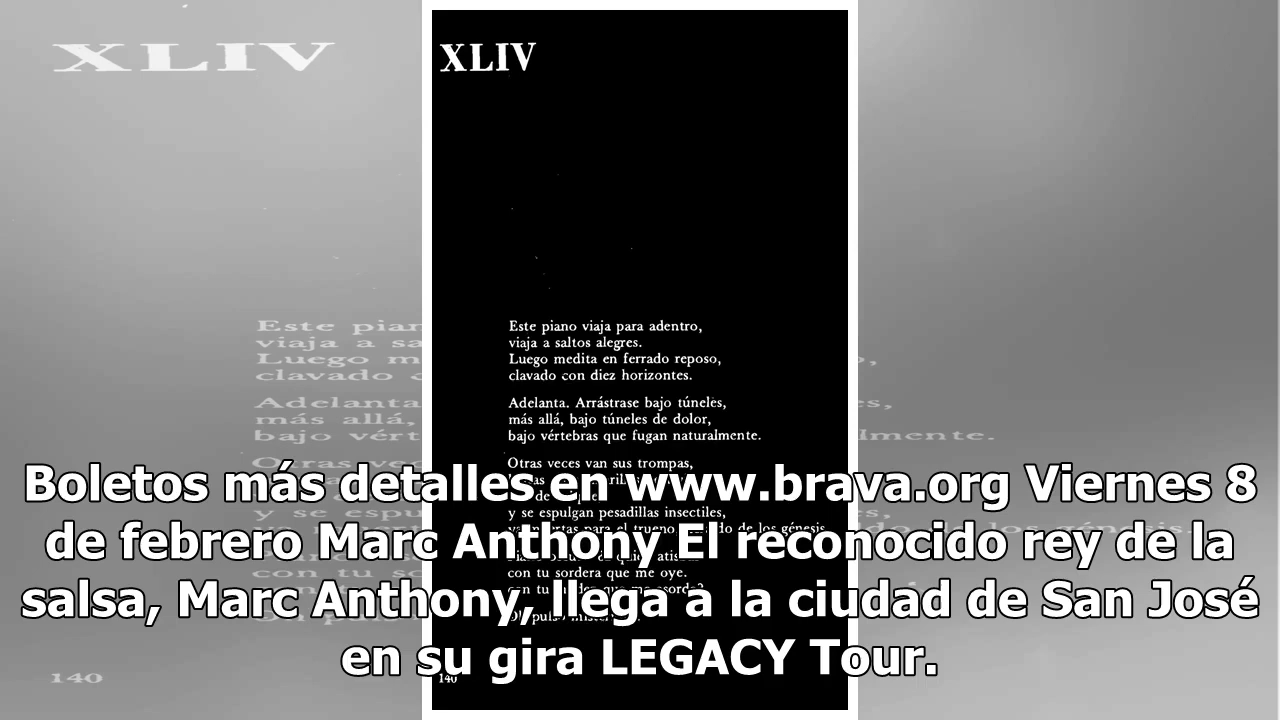 XLIV
XLIV
Este piano viaja para adentro,
viaja a saltos alegres.
Luego medita en ferrado reposo,
clavado con diez horizontes.
Adelanta. Arrástrase bajo túneles,
más allá, bajo túneles de dolor,
bajo vértebras que fugan naturalmente.
Otras veces van sus trompas,
y se espulgan pesadillas insectiles,
con tu sordera que me oye.
Boletos más detalles en www.brava.org Viernes 8
de febrero Marc Anthony El reconocido rey de la
salsa, Marc Anthony, llega a la ciudad de San José
en su gira LEGACY Tour.
140
140